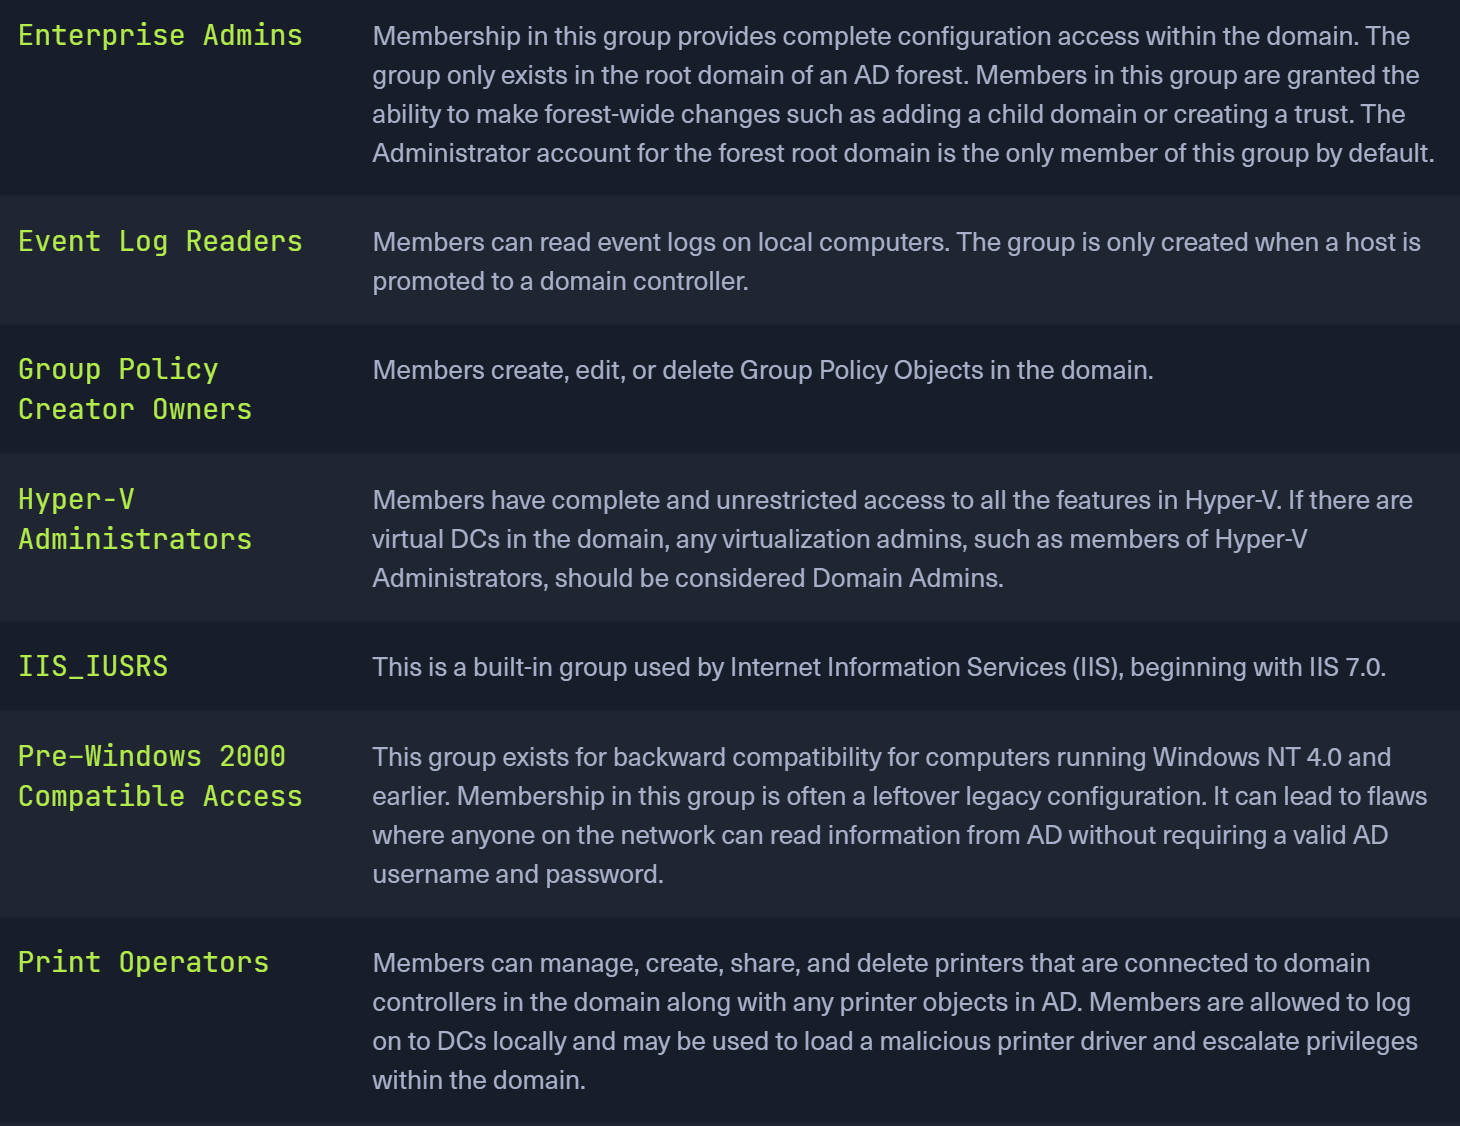 Enterprise Admins
Membership in this group provides complete configuration access within the domain. The
group only exists in the root domain of an AD forest. Members in this group are granted the
ability to make forest-wide changes such as adding a child domain or creating a trust. The
Administrator account for the forest root domain is the only member of this group by default.
Event Log Readers
Members can read event logs on local computers. The group is only created when a host is
promoted to a domain controller.
Group Policy
Creator Owners
Members create, edit, or delete Group Policy Objects in the domain.
Hyper-V
Administrators
Members have complete and unrestricted access to all the features in Hyper-V. If there are
virtual DCs in the domain, any virtualization admins, such as members of Hyper-V
Administrators, should be considered Domain Admins.
IIS_IUSRS
This is a built-in group used by Internet Information Services (IIS), beginning with IIS 7.0.
Pre–Windows 2000
Compatible Access
This group exists for backward compatibility for computers running Windows NT 4.0 and
earlier. Membership in this group is often a leftover legacy configuration. It can lead to flaws
where anyone on the network can read information from AD without requiring a valid AD
username and password.
Print Operators
Members can manage, create, share, and delete printers that are connected to domain
controllers in the domain along with any printer objects in AD. Members are allowed to log
on to DCs locally and may be used to load a malicious printer driver and escalate privileges
within the domain.